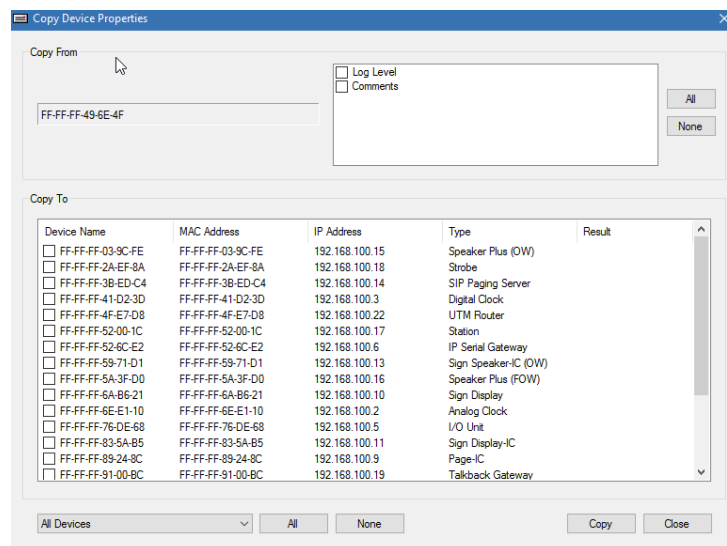 Copy Device Properties
Copy From
Log Level
Comments
FF-FF-FF-49-6E-4F
All
None
Copy To
Device Name MAC Address IP Address Type Result
FF-FF-FF-03-9C-FE FF-FF-FF-03-9C-FE 192.168.100.15 Speaker Plus (OW)
FF-FF-FF-2A-EF-8A FF-FF-FF-2A-EF-8A 192.168.100.18 Strobe
FF-FF-FF-3B-ED-C4 FF-FF-FF-3B-ED-C4 192.168.100.14 SIP Paging Server
FF-FF-FF-41-D2-3D FF-FF-FF-41-D2-3D 192.168.100.3 Digital Clock
FF-FF-FF-4F-E7-D8 FF-FF-FF-4F-E7-D8 192.168.100.22 UTM Router
FF-FF-FF-52-00-1C FF-FF-FF-52-00-1C 192.168.100.17 Station
FF-FF-FF-52-6C-E2 FF-FF-FF-52-6C-E2 192.168.100.6 IP Serial Gateway
FF-FF-FF-59-71-D1 FF-FF-FF-59-71-D1 192.168.100.13 Sign Speaker-IC (OW)
FF-FF-FF-5A-3F-D0 FF-FF-FF-5A-3F-D0 192.168.100.16 Speaker Plus (FOW)
FF-FF-FF-6A-B6-21 FF-FF-FF-6A-B6-21 192.168.100.10 Sign Display
FF-FF-FF-6E-E1-10 FF-FF-FF-6E-E1-10 192.168.100.2 Analog Clock
FF-FF-FF-76-DE-68 FF-FF-FF-76-DE-68 192.168.100.5 I/O Unit
FF-FF-FF-83-5A-B5 FF-FF-FF-83-5A-B5 192.168.100.11 Sign Display-IC
FF-FF-FF-89-24-8C FF-FF-FF-89-24-8C 192.168.100.9 Page-IC
FF-FF-FF-91-00-BC FF-FF-FF-91-00-BC 192.168.100.19 Talkback Gateway
All Devices All None Copy Close